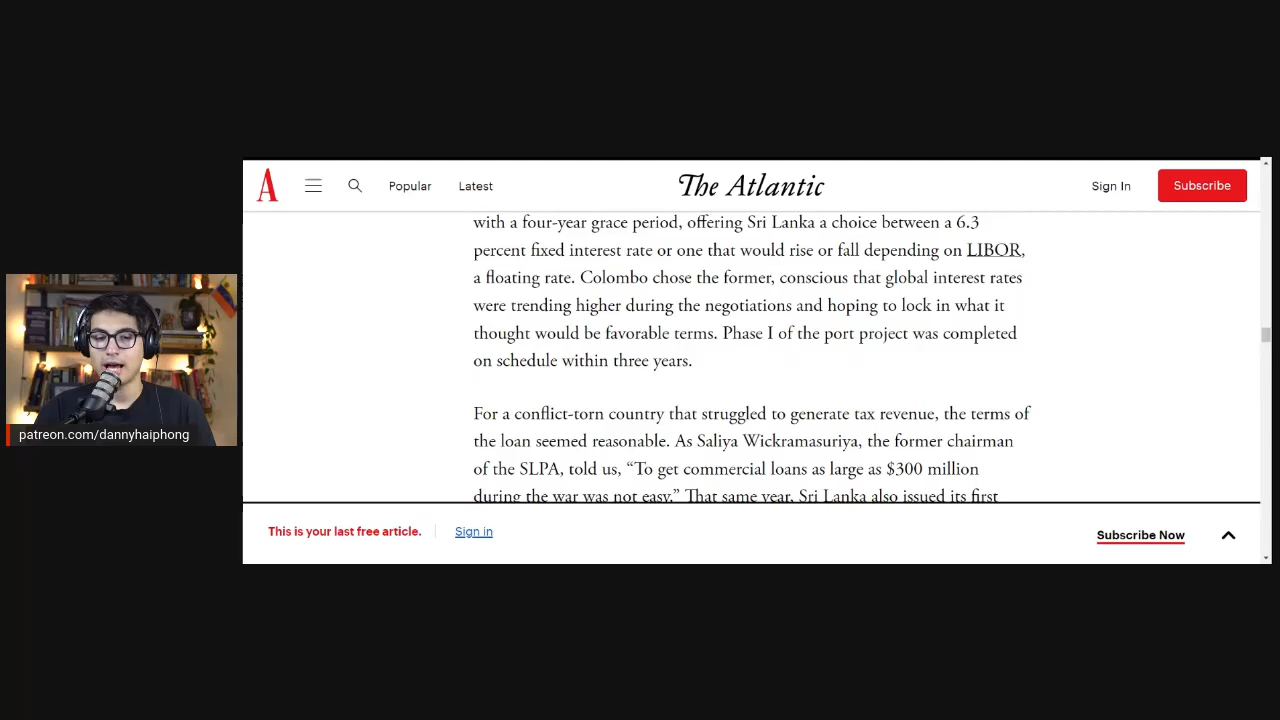 A
Popular
Latest
The Atlantic
Sign In
Subscribe
with a four-year grace period, offering Sri Lanka a choice between a 6.3
percent fixed interest rate or one that would rise or fall depending on LIBOR,
a floating rate. Colombo chose the former, conscious that global interest rates
were trending higher during the negotiations and hoping to lock in what it
thought would be favorable terms. Phase I of the port project was completed
on schedule within three years.
For a conflict-torn country that struggled to generate tax revenue, the terms of
the loan seemed reasonable. As Saliya Wickramasuriya, the former chairman
of the SLPA, told us, “To get commercial loans as large as $300 million
during the war was not easy.” That same year, Sri Lanka also issued its first
patreon.com/dannyhaiphong
This is your last free article.
Sign in
Subscribe Now